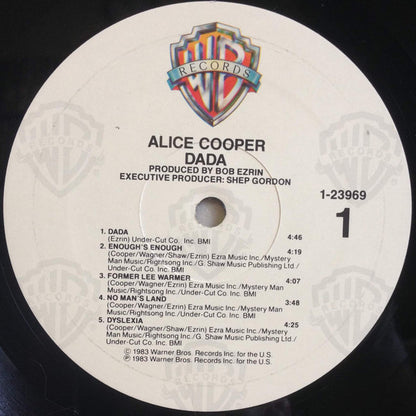 WB
RECORDS
ALICE COOPER
DADA
PRODUCED BY BOB EZRIN
EXECUTIVE PRODUCER: SHEP GORDON
1-23969
1
1. DADA 4:46
(Ezrin) Under-Cut Co. Inc. BMI
2. ENOUGH'S ENOUGH 4:19
(Cooper/Wagner/Shaw/Ezrin) Ezra Music Inc./Mystery
Man Music/Rightsong Inc./G. Shaw Music Publishing Ltd./
Under-Cut Co. Inc. BMI
3. FORMER LEE WARMER 4:07
(Cooper/Wagner/Ezrin) Ezra Music Inc./Mystery Man
Music/Rightsong Inc./Under-Cut Co. Inc. BMI
4. NO MAN'S LAND 3:48
(Cooper/Wagner/Ezrin) Ezra Music Inc./Mystery Man
Music/Rightsong Inc./Under-Cut Co. Inc. BMI
5. DYSLEXIA 4:25
(Cooper/Wagner/Shaw/Ezrin) Ezra Music Inc./Mystery
Man Music/Rightsong Inc./G. Shaw Music Publishing Ltd./
Under-Cut Co. Inc. BMI
© 1983 Warner Bros. Records Inc. for the U.S.
℗ 1983 Warner Bros. Records Inc. for the U.S.